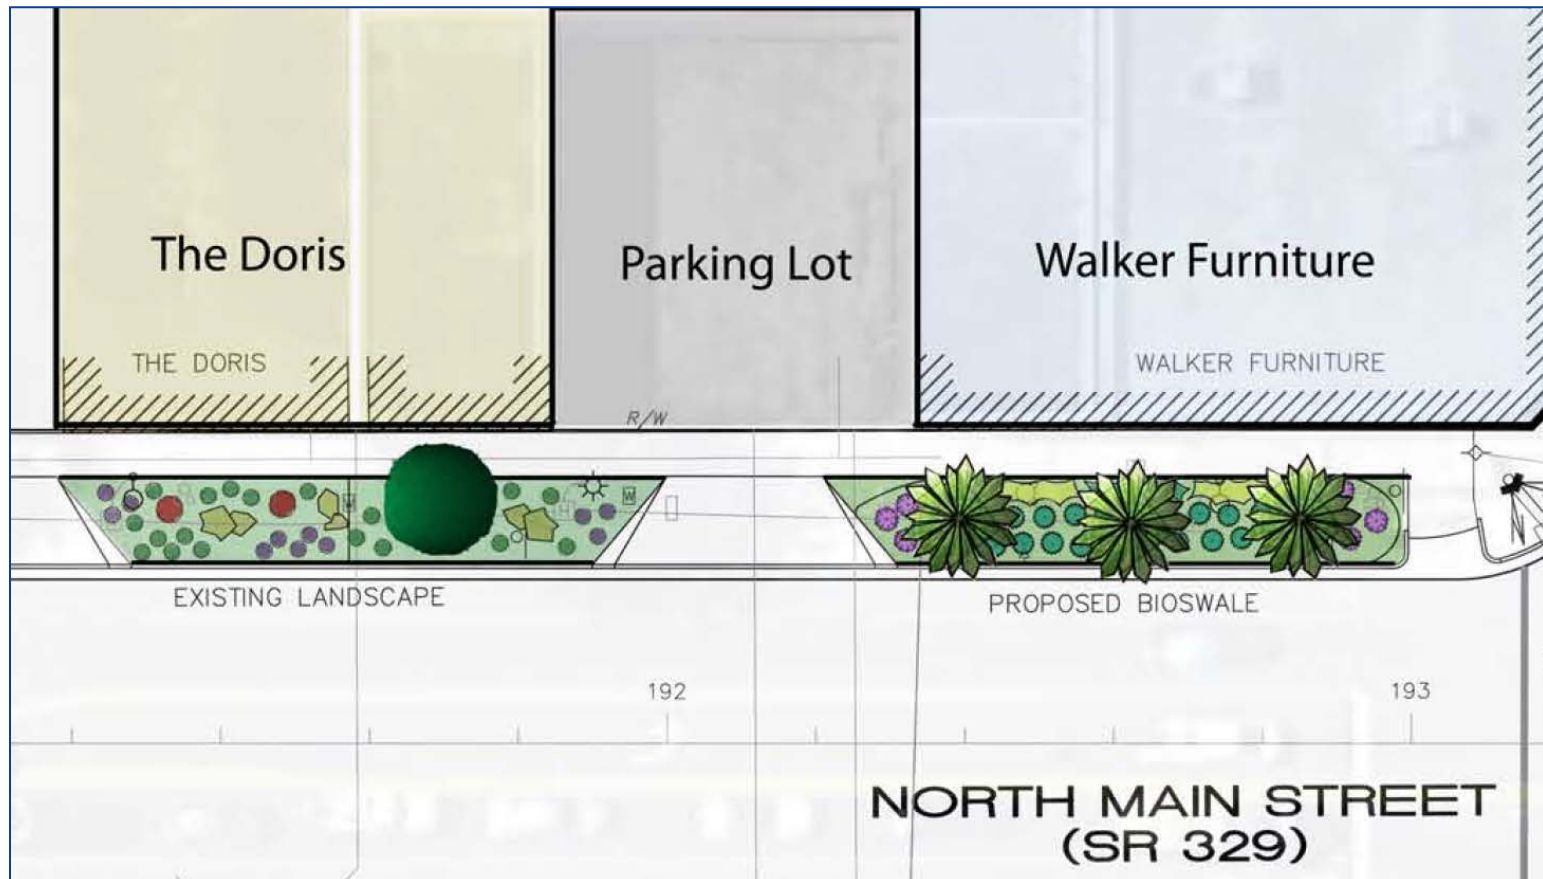 The Doris
Parking Lot
Walker Furniture
THE DORIS
WALKER FURNITURE
R/W
W
EXISTING LANDSCAPE
PROPOSED BIOSWALE
192
193
NORTH MAIN STREET
(SR 329)